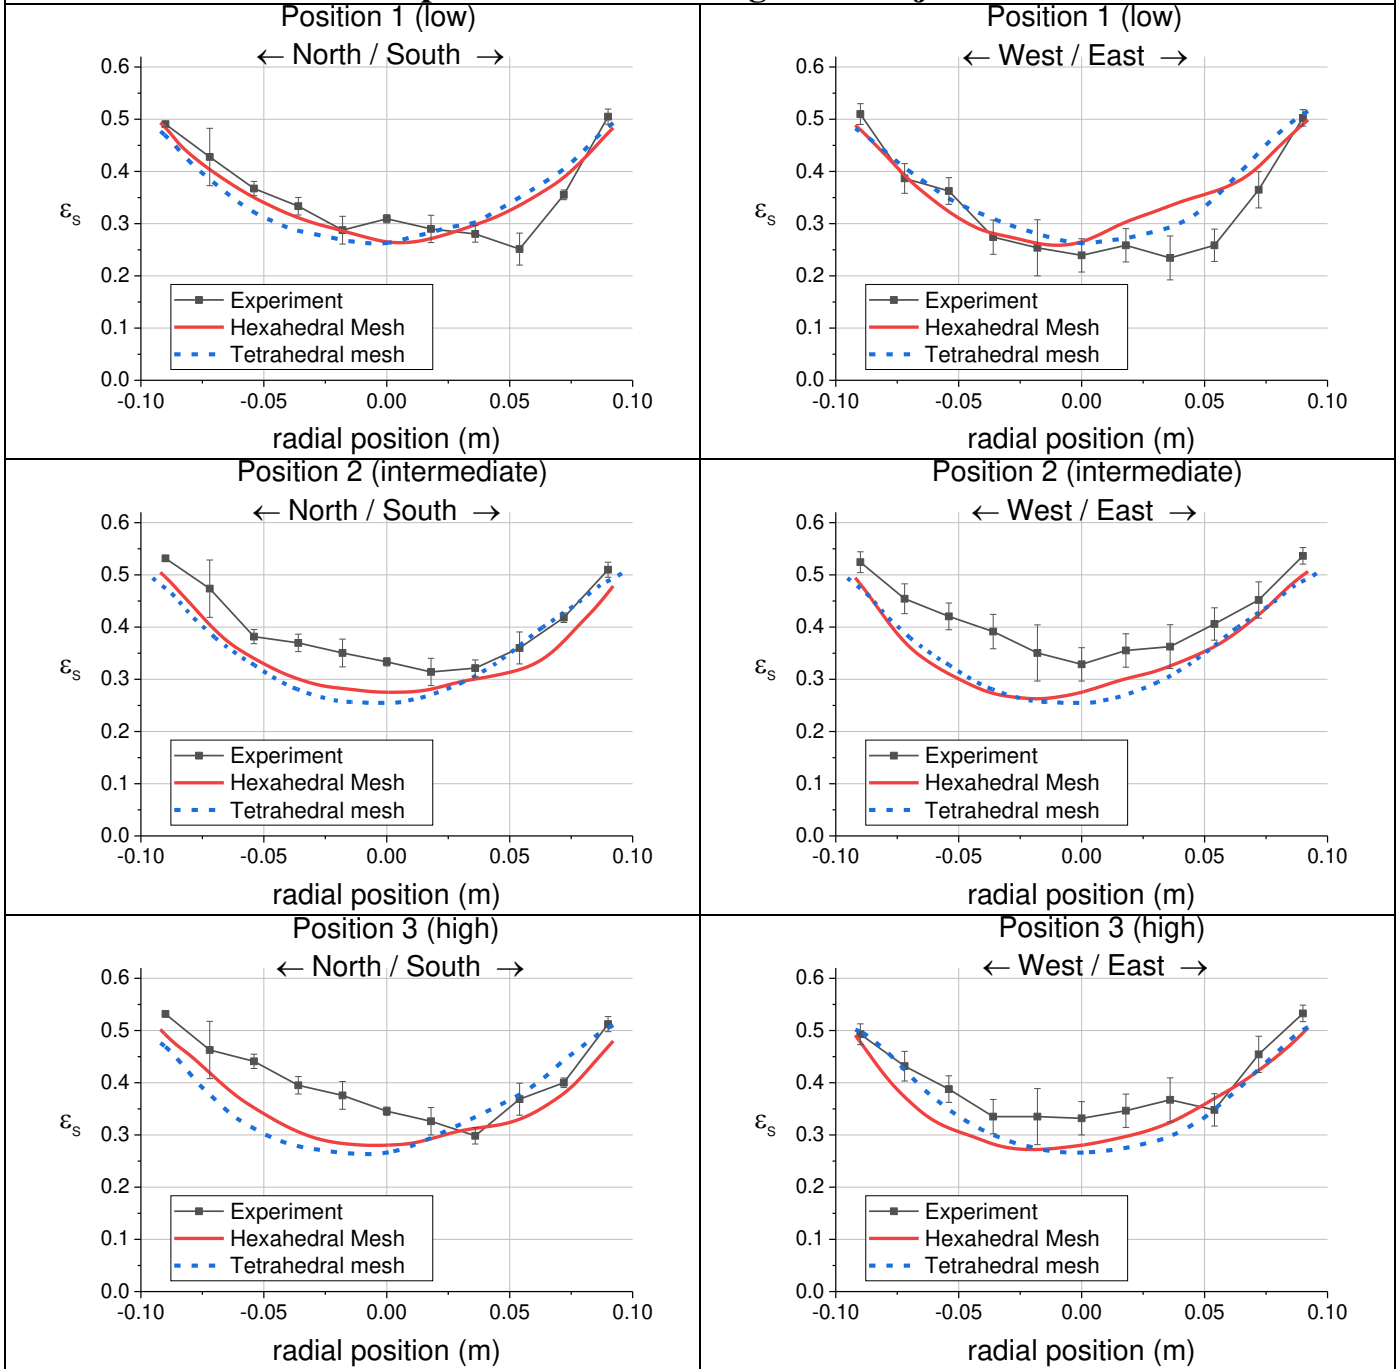 Position 1 (low)
← North / South →
0.6
0.5
0.4
0.3
0.2
0.1
0.0
εs
Experiment
Hexahedral Mesh
Tetrahedral mesh
-0.10 -0.05 0.00 0.05 0.10
radial position (m)
Position 1 (low)
← West / East →
0.6
0.5
0.4
0.3
0.2
0.1
0.0
εs
Experiment
Hexahedral Mesh
Tetrahedral mesh
-0.10 -0.05 0.00 0.05 0.10
radial position (m)
Position 2 (intermediate)
← North / South →
0.6
0.5
0.4
0.3
0.2
0.1
0.0
εs
Experiment
Hexahedral Mesh
Tetrahedral mesh
-0.10 -0.05 0.00 0.05 0.10
radial position (m)
Position 2 (intermediate)
← West / East →
0.6
0.5
0.4
0.3
0.2
0.1
0.0
εs
Experiment
Hexahedral Mesh
Tetrahedral mesh
-0.10 -0.05 0.00 0.05 0.10
radial position (m)
Position 3 (high)
← North / South →
0.6
0.5
0.4
0.3
0.2
0.1
0.0
εs
Experiment
Hexahedral Mesh
Tetrahedral mesh
-0.10 -0.05 0.00 0.05 0.10
radial position (m)
Position 3 (high)
← West / East →
0.6
0.5
0.4
0.3
0.2
0.1
0.0
εs
Experiment
Hexahedral Mesh
Tetrahedral mesh
-0.10 -0.05 0.00 0.05 0.10
radial position (m)